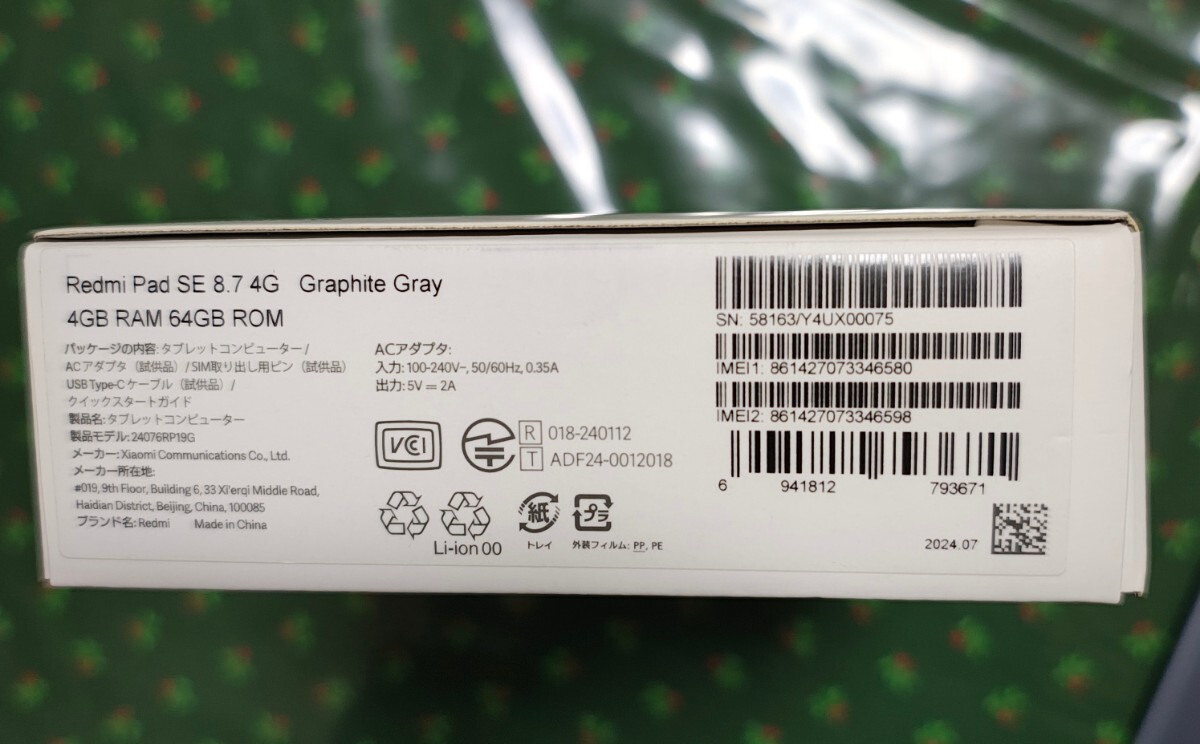 Redmi Pad SE 8.7 4G Graphite Gray
4GB RAM 64GB ROM
パッケージの内容: タブレットコンピューター /
ACアダプタ（試供品）/ SIM取り出し用ピン（試供品）
USB Type-C ケーブル（試供品）/
クイックスタートガイド
製品名: タブレットコンピューター
製品モデル: 24076RP19G
メーカー: Xiaomi Communications Co., Ltd.
メーカー所在地:
#019, 9th Floor, Building 6, 33 Xi'erqi Middle Road,
Haidian District, Beijing, China, 100085
ブランド名: Redmi Made in China
ACアダプタ:
入力: 100-240V~, 50/60Hz, 0.35A
出力: 5V ⎓ 2A
VCCI
R 018-240112
T ADF24-0012018
Li-ion 00
紙
トレイ
プラ
外装フィルム: PP, PE
SN: 58163/Y4UX00075
IMEI1: 861427073346580
IMEI2: 861427073346598
6 941812 793671
2024.07